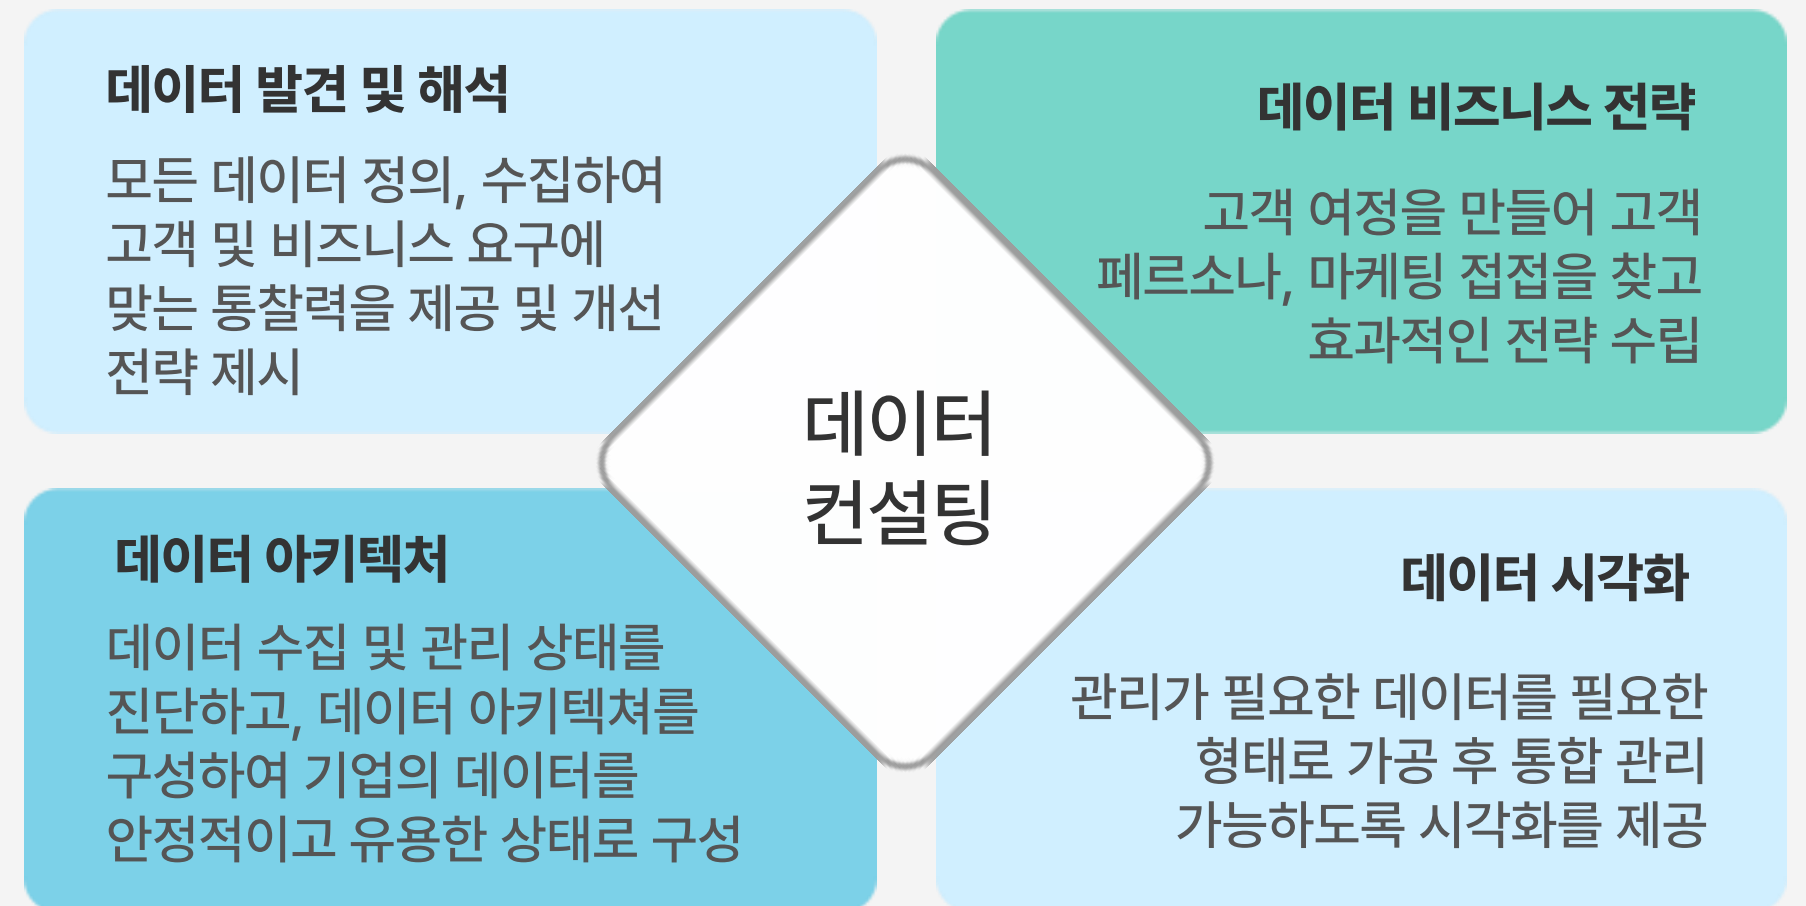 데이터 발견 및 해석
모든 데이터 정의, 수집하여
고객 및 비즈니스 요구에
맞는 통찰력을 제공 및 개선
전략 제시
데이터 비즈니스 전략
고객 여정을 만들어 고객
페르소나, 마케팅 접접을 찾고
효과적인 전략 수립
데이터
컨설팅
데이터 아키텍처
데이터 수집 및 관리 상태를
진단하고, 데이터 아키텍쳐를
구성하여 기업의 데이터를
안정적이고 유용한 상태로 구성
데이터 시각화
관리가 필요한 데이터를 필요한
형태로 가공 후 통합 관리
가능하도록 시각화를 제공